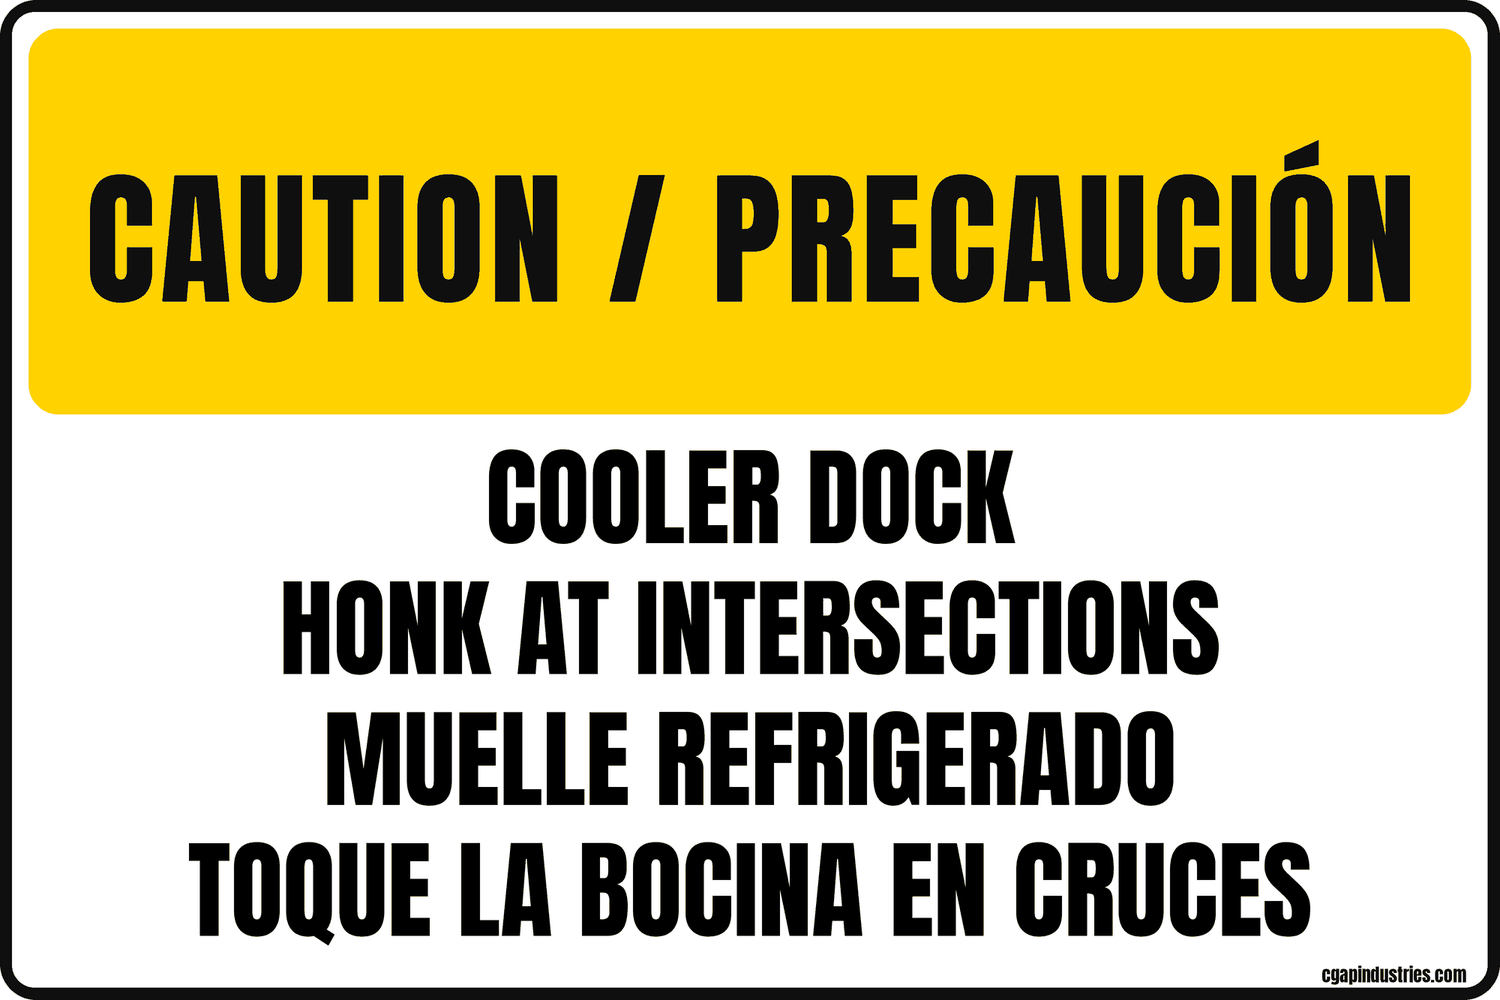 CAUTION / PRECAUCIÓN
COOLER DOCK
HONK AT INTERSECTIONS
MUELLE REFRIGERADO
TOQUE LA BOCINA EN CRUCES
cgapindustries.com